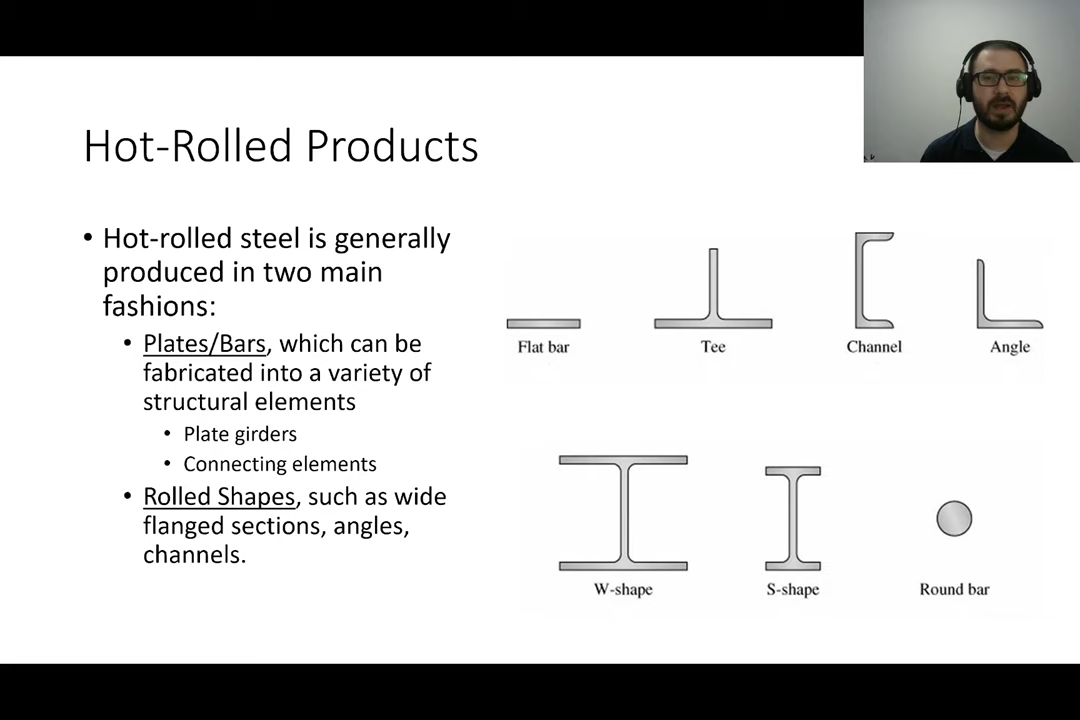 Hot-Rolled Products
• Hot-rolled steel is generally
produced in two main
fashions:
• Plates/Bars, which can be
fabricated into a variety of
structural elements
• Plate girders
• Connecting elements
• Rolled Shapes, such as wide
flanged sections, angles,
channels.
Flat bar
Tee
Channel
Angle
W-shape
S-shape
Round bar